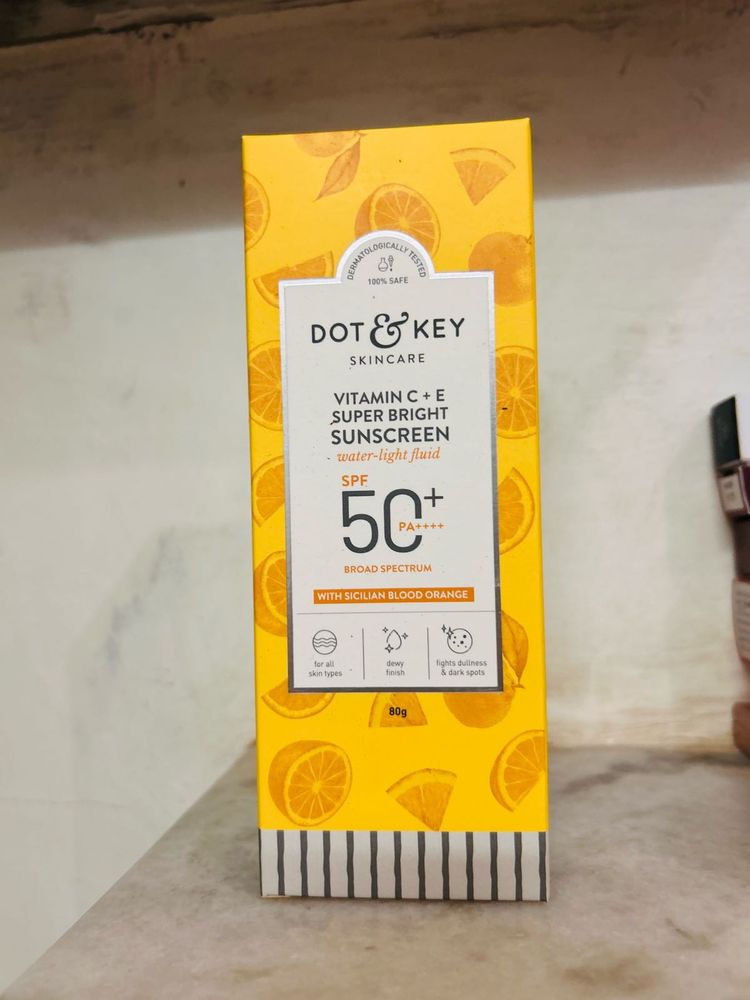 DERMATOLOGICALLY TESTED
100% SAFE
DOT & KEY
SKINCARE
VITAMIN C + E
SUPER BRIGHT
SUNSCREEN
water-light fluid
SPF
50+
PA++++
BROAD SPECTRUM
WITH SICILIAN BLOOD ORANGE
for all
skin types
dewy
finish
fights dullness
& dark spots
80g